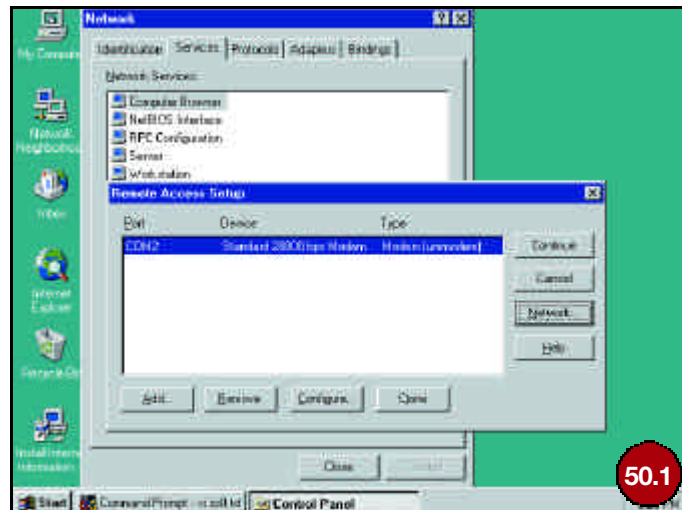 Network
My Computer
Identification Services Protocols Adapters Bindings
Network Services:
Computer Browser
NetBIOS Interface
RPC Configuration
Server
Workstation
Network
Neighborhood
Inbox
Internet
Explorer
Recycle Bin
Remote Access Setup
Port Device Type
COM2 Standard 28800 bps Modem Modem (unimodem)
Continue
Cancel
Network...
Help
Add... Remove Configure... Clone
Close
Install Internet
Information
Start Command Prompt Control Panel
50.1